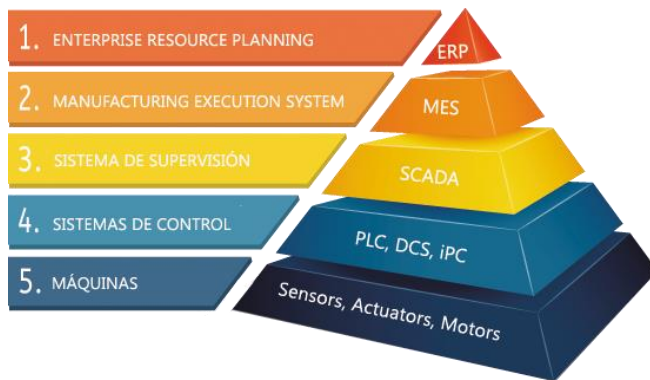 1. ENTERPRISE RESOURCE PLANNING
ERP
2. MANUFACTURING EXECUTION SYSTEM
MES
3. SISTEMA DE SUPERVISIÓN
SCADA
4. SISTEMAS DE CONTROL
PLC, DCS, iPC
5. MÁQUINAS
Sensors, Actuators, Motors